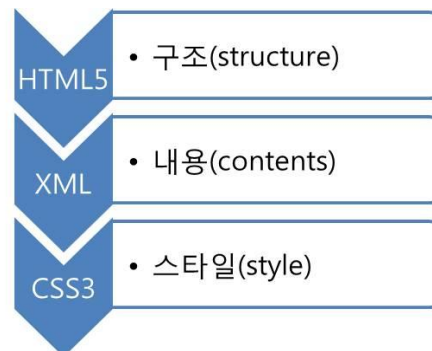 HTML5
• 구조(structure)
XML
• 내용(contents)
CSS3
• 스타일(style)